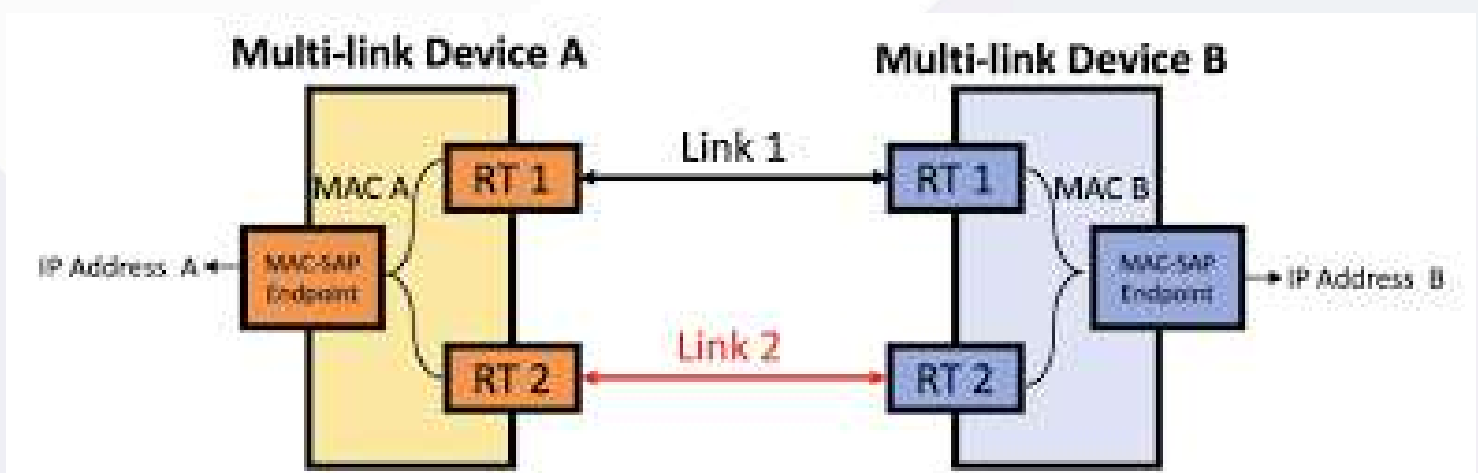 Multi-link Device A
Multi-link Device B
Link 1
RT 1
RT 1
MAC A
MAC B
IP Address A
MAC-SAP
Endpoint
MAC-SAP
Endpoint
IP Address B
Link 2
RT 2
RT 2